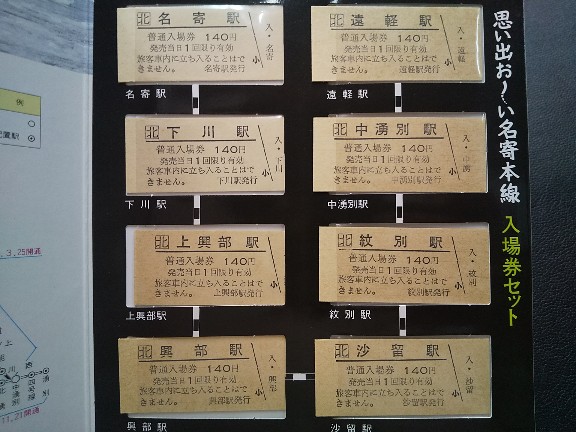 思い出お〜い名寄本線
入場券セット
北 名寄駅
普通入場券 140円
発売当日1回限り有効
旅客車内に立ち入ることはで
きません。 名寄駅発行
入・名寄
小
名寄駅
北 遠軽駅
普通入場券 140円
発売当日1回限り有効
旅客車内に立ち入ることはで
きません。 遠軽駅発行
入・遠軽
小
遠軽駅
北 下川駅
普通入場券 140円
発売当日1回限り有効
旅客車内に立ち入ることはで
きません。 下川駅発行
入・下川
小
下川駅
北 中湧別駅
普通入場券 140円
発売当日1回限り有効
旅客車内に立ち入ることはで
きません。 中湧別駅発行
入・中湧
小
中湧別駅
北 上興部駅
普通入場券 140円
発売当日1回限り有効
旅客車内に立ち入ることはで
きません。 上興部駅発行
小
上興部駅
北 紋別駅
普通入場券 140円
発売当日1回限り有効
旅客車内に立ち入ることはで
きません。 紋別駅発行
入・紋別
小
紋別駅
北 興部駅
普通入場券 140円
発売当日1回限り有効
旅客車内に立ち入ることはで
きません。 興部駅発行
小
興部駅
北 沙留駅
普通入場券 140円
発売当日1回限り有効
旅客車内に立ち入ることはで
きません。 沙留駅発行
入・沙留
小
沙留駅
例
置駅
3.25開通
11.21開通